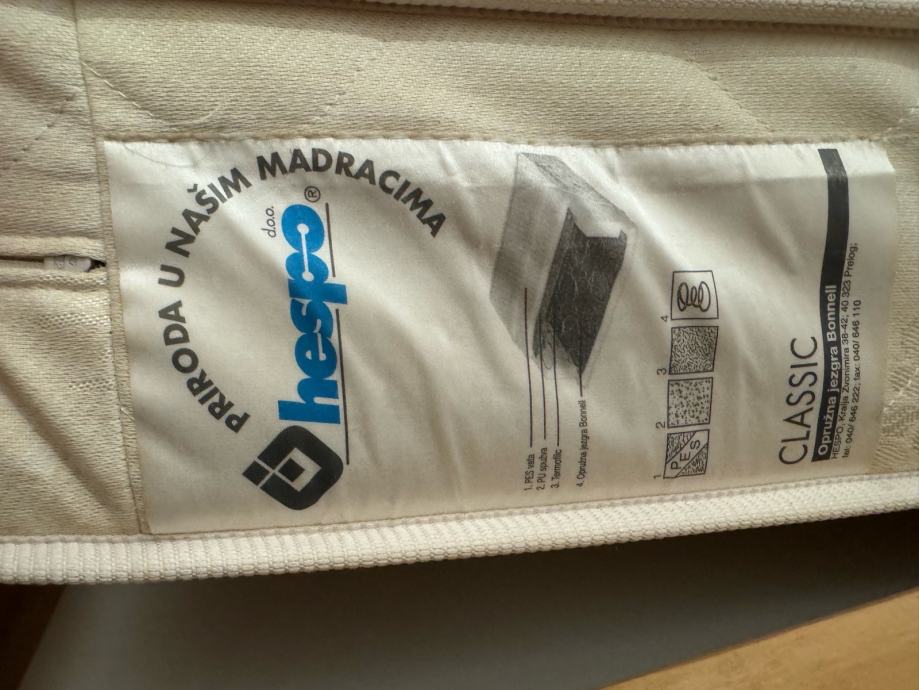 PRIRODA U NAŠIM MADRACIMA
hespo®
d.o.o.
1. PES vata
2. PU spužva
3. Termofilc
4. Opružna jezgra Bonnell
1 2 3 4
PES
CLASSIC
Opružna jezgra Bonnell
HESPO, Kralja Zvonimira 38-42; 40 323 Prelog;
tel: 040/ 646 222; fax: 040/ 646 110